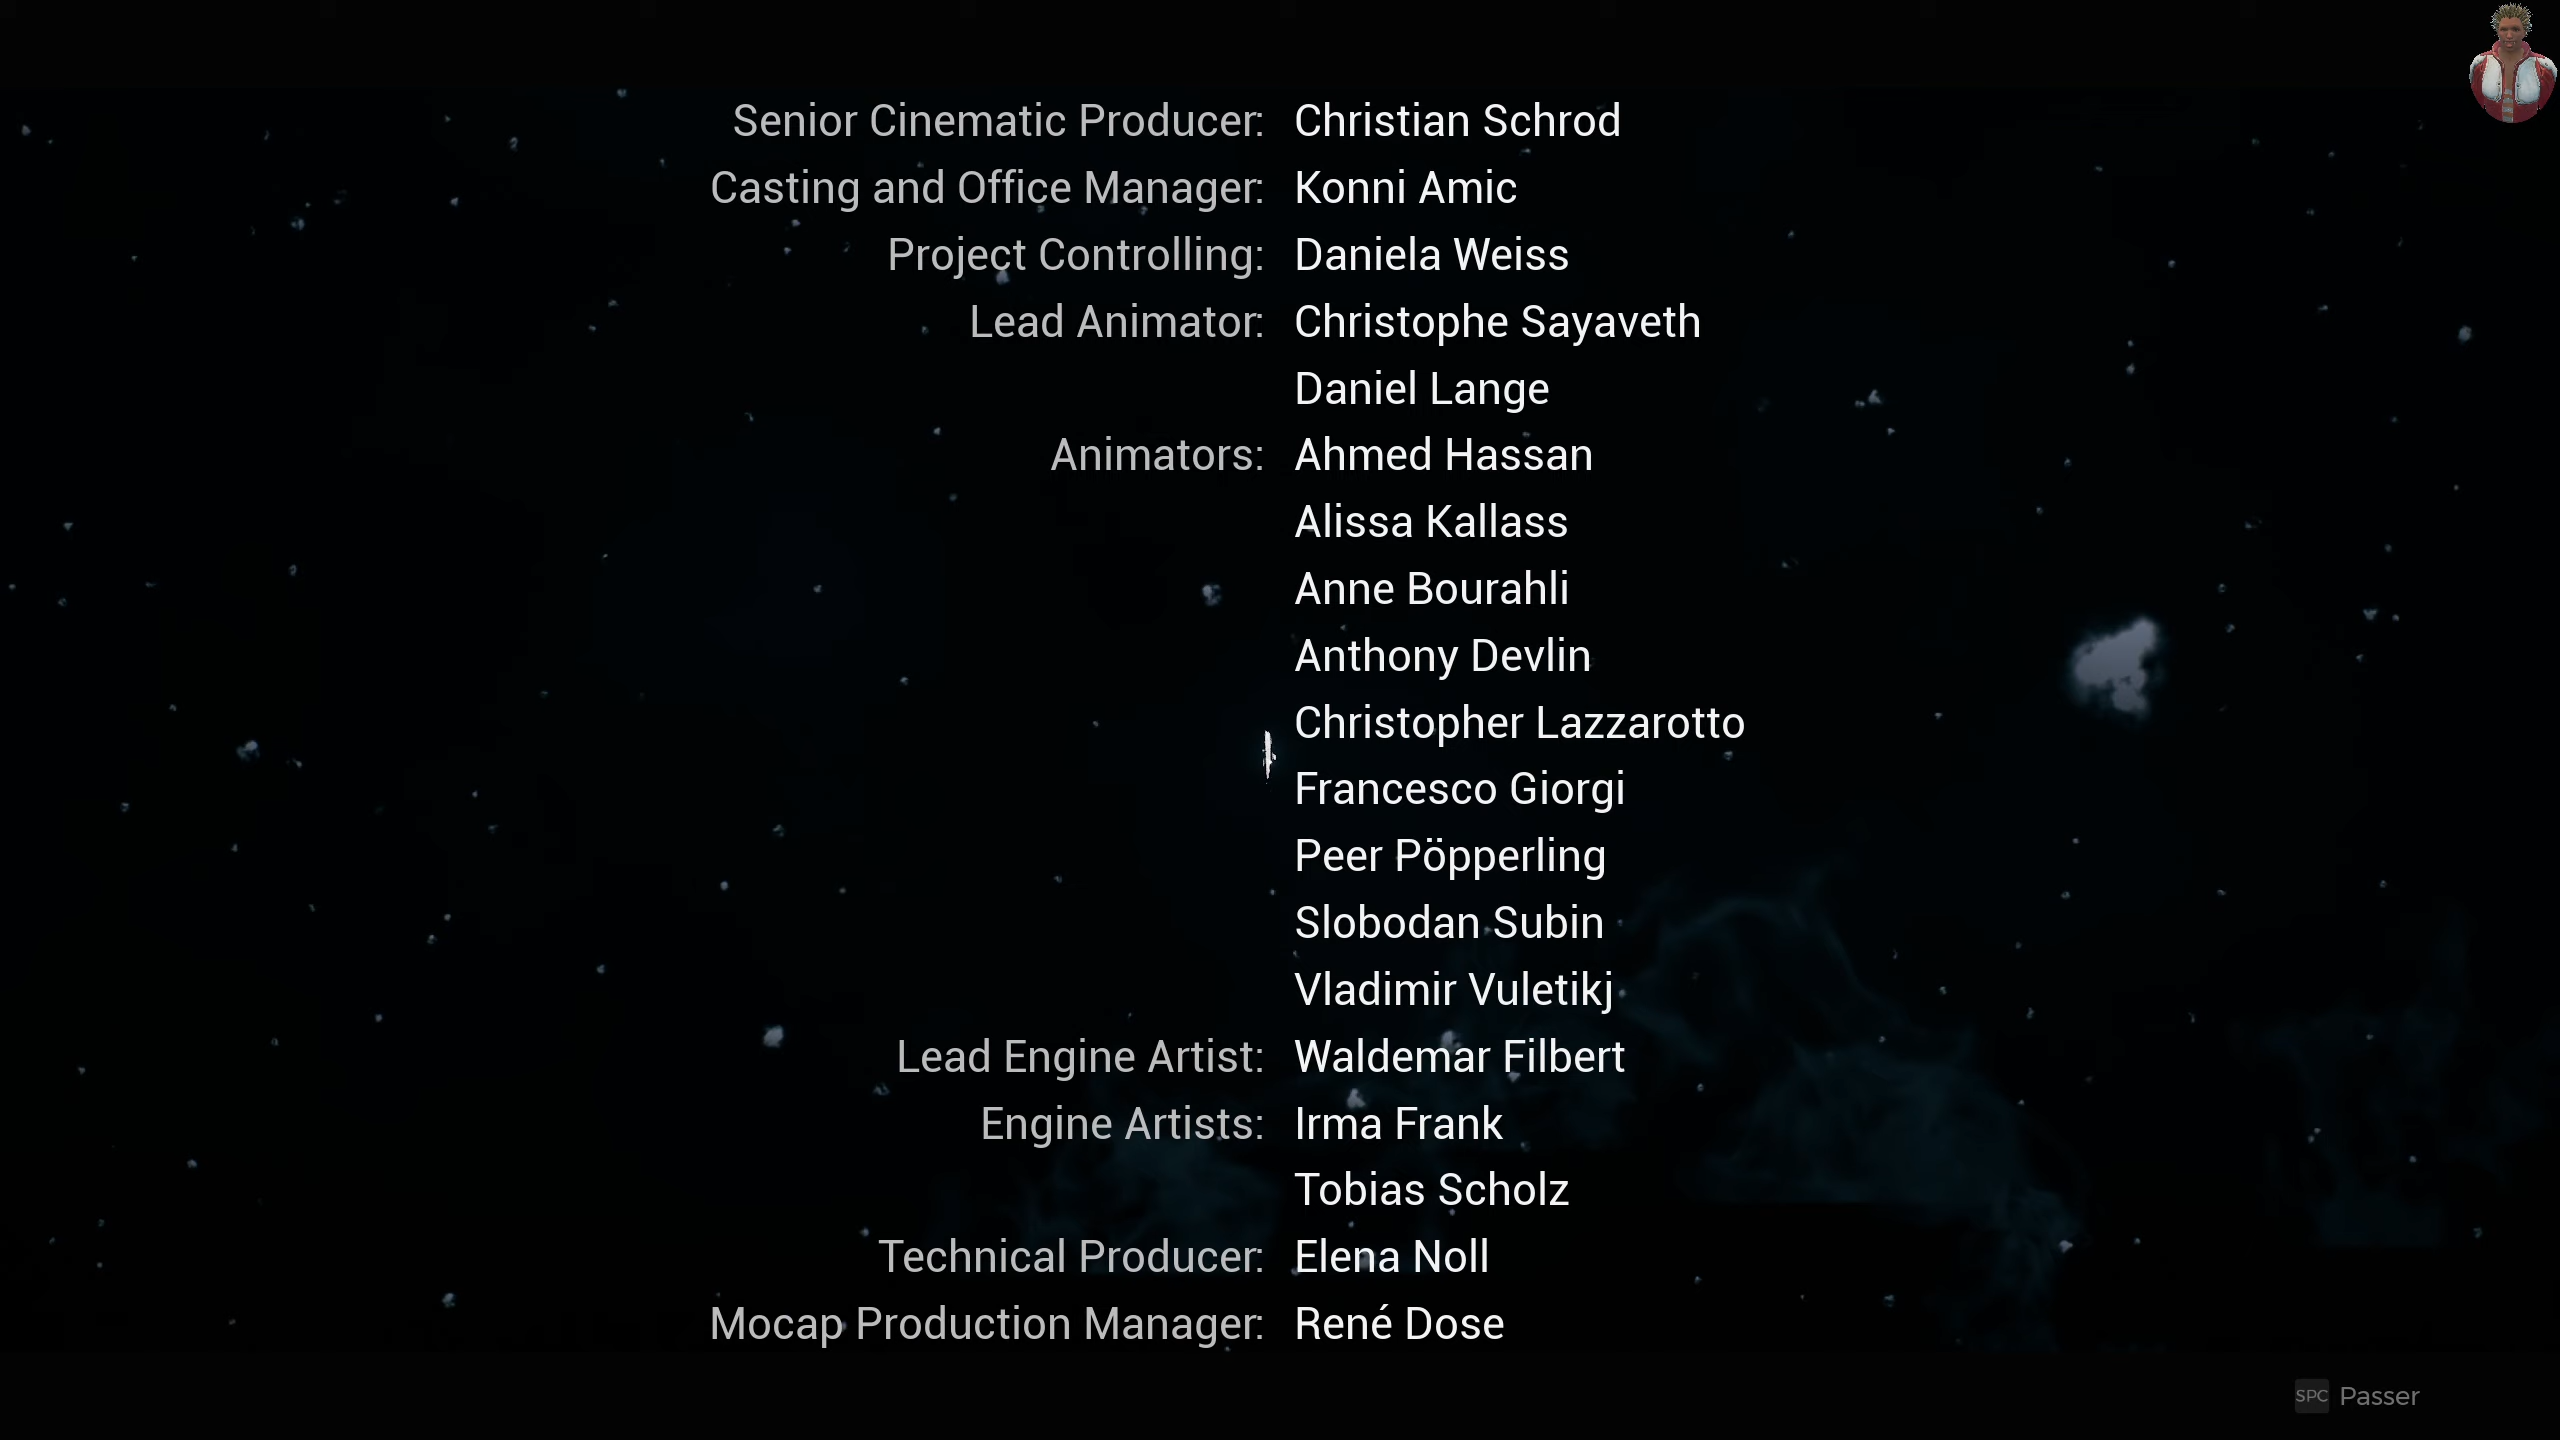 Senior Cinematic Producer: Christian Schrod
Casting and Office Manager: Konni Amic
Project Controlling: Daniela Weiss
Lead Animator: Christophe Sayaveth
Daniel Lange
Animators: Ahmed Hassan
Alissa Kallass
Anne Bourahli
Anthony Devlin
Christopher Lazzarotto
Francesco Giorgi
Peer Pöpperling
Slobodan Subin
Vladimir Vuletikj
Lead Engine Artist: Waldemar Filbert
Engine Artists: Irma Frank
Tobias Scholz
Technical Producer: Elena Noll
Mocap Production Manager: René Dose
SPC Passer